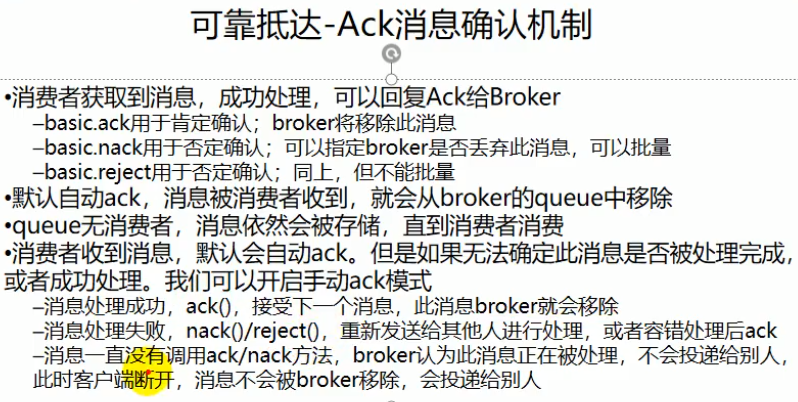 可靠抵达-Ack消息确认机制
•消费者获取到消息，成功处理，可以回复Ack给Broker
–basic.ack用于肯定确认；broker将移除此消息
–basic.nack用于否定确认；可以指定broker是否丢弃此消息，可以批量
–basic.reject用于否定确认；同上，但不能批量
•默认自动ack，消息被消费者收到，就会从broker的queue中移除
•queue无消费者，消息依然会被存储，直到消费者消费
•消费者收到消息，默认会自动ack。但是如果无法确定此消息是否被处理完成，
或者成功处理。我们可以开启手动ack模式
–消息处理成功，ack()，接受下一个消息，此消息broker就会移除
–消息处理失败，nack()/reject()，重新发送给其他人进行处理，或者容错处理后ack
–消息一直没有调用ack/nack方法，broker认为此消息正在被处理，不会投递给别人，
此时客户端断开，消息不会被broker移除，会投递给别人